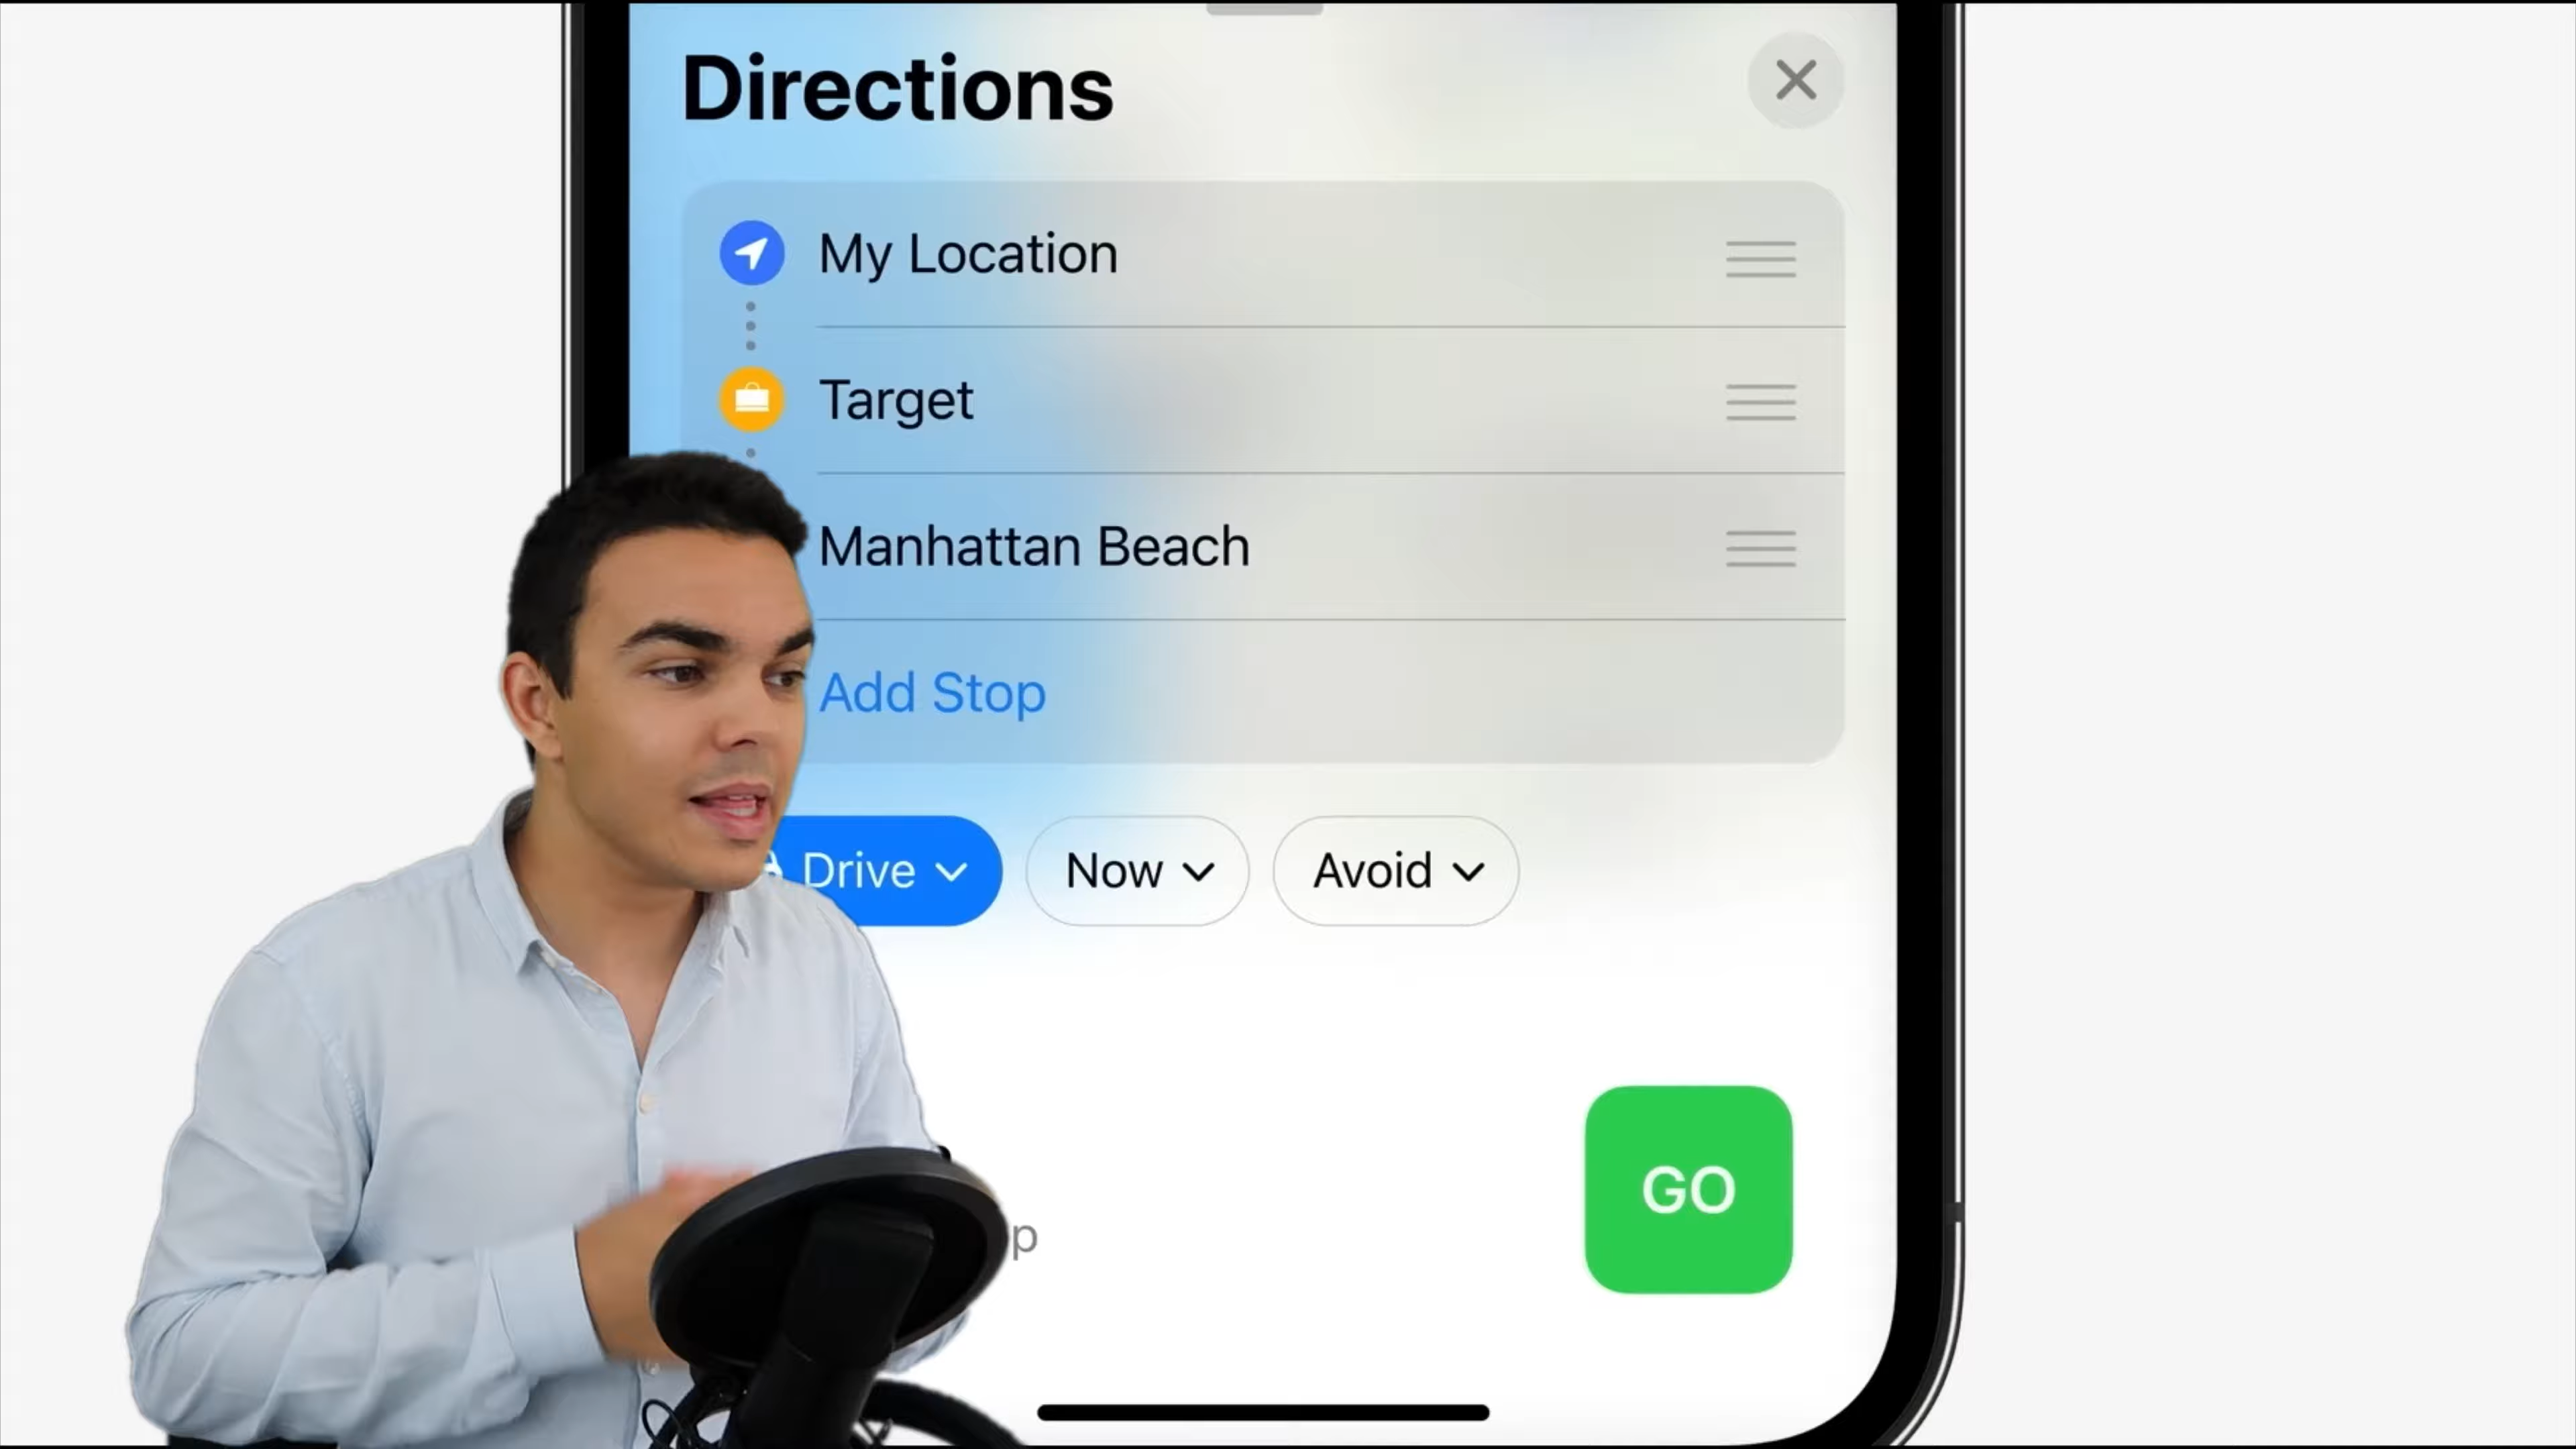 Directions
My Location
Target
Manhattan Beach
Add Stop
Drive
Now
Avoid
GO